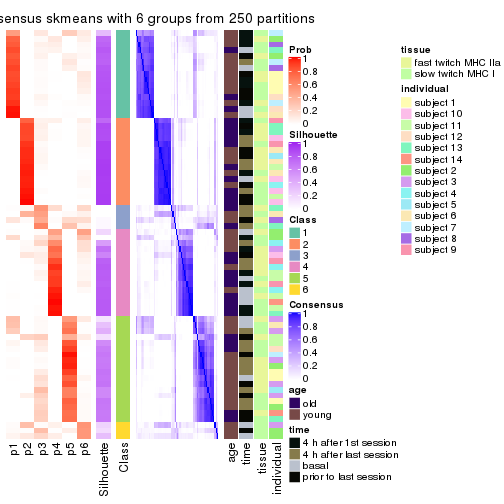 sensus skmeans with 6 groups from 250 partitions
Prob
1
0.8
0.6
0.4
0.2
0
Silhouette
1
0.8
0.6
0.4
0.2
0
Class
1
2
3
4
5
6
Consensus
1
0.8
0.6
0.4
0.2
0
age
old
young
time
4 h after 1st session
4 h after last session
basal
prior to last session
tissue
fast twitch MHC IIa
slow twitch MHC I
individual
subject 1
subject 10
subject 11
subject 12
subject 13
subject 14
subject 2
subject 3
subject 4
subject 5
subject 6
subject 7
subject 8
subject 9
p1
p2
p3
p4
p5
p6
Silhouette
Class
age
time
tissue
individual